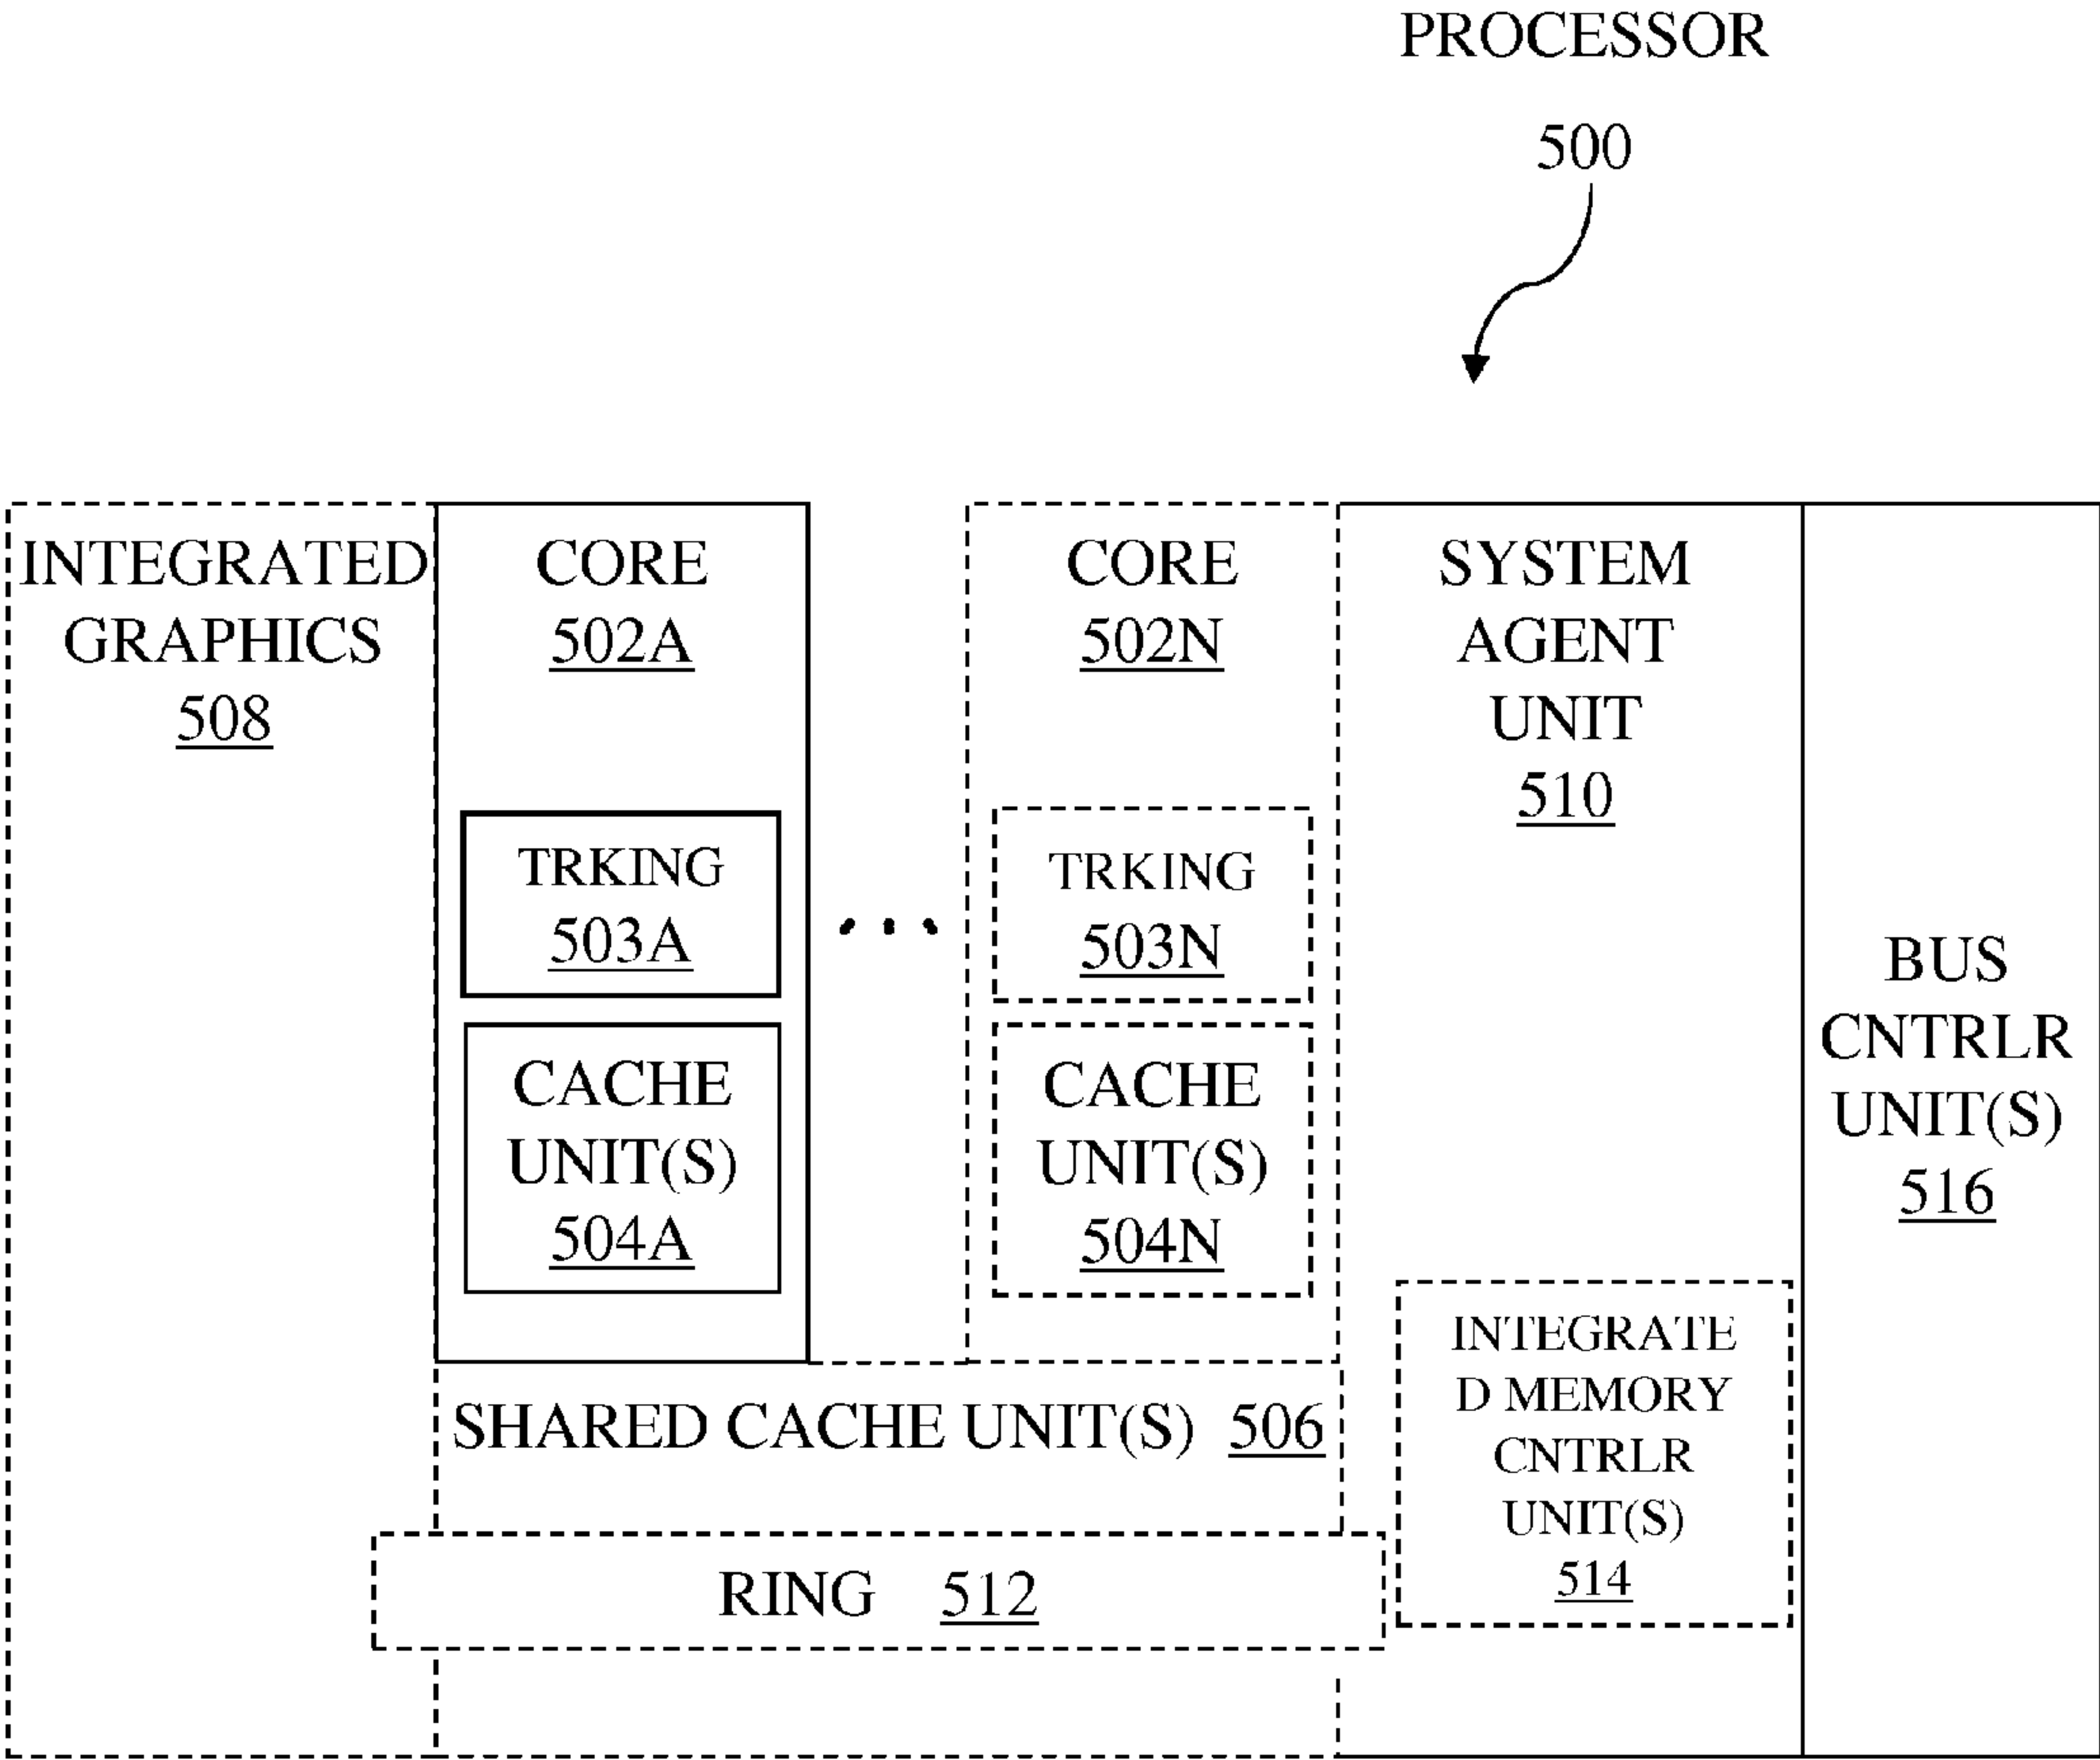 PROCESSOR
500
INTEGRATED
GRAPHICS
508
CORE
502A
TRKING
503A
CACHE
UNIT(S)
504A
CORE
502N
TRKING
503N
CACHE
UNIT(S)
504N
SHARED CACHE UNIT(S) 506
RING 512
SYSTEM
AGENT
UNIT
510
INTEGRATE
D MEMORY
CNTRLR
UNIT(S)
514
BUS
CNTRLR
UNIT(S)
516